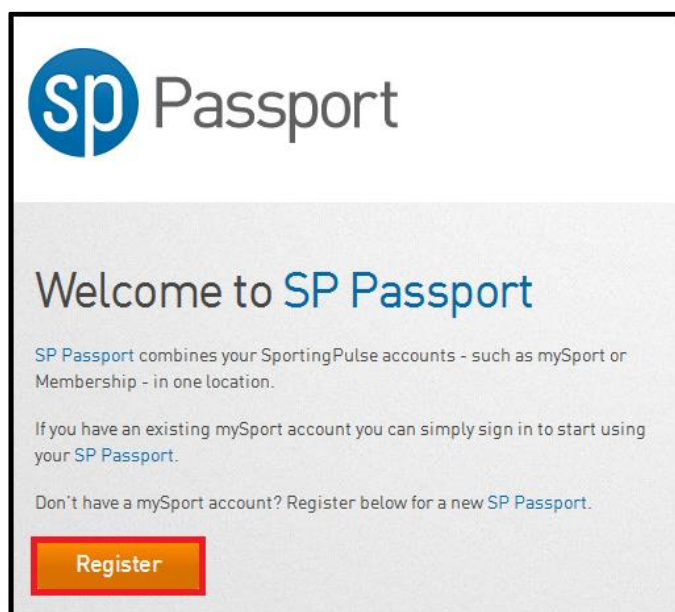 sp Passport
Welcome to SP Passport
SP Passport combines your SportingPulse accounts - such as mySport or
Membership - in one location.
If you have an existing mySport account you can simply sign in to start using
your SP Passport.
Don't have a mySport account? Register below for a new SP Passport.
Register